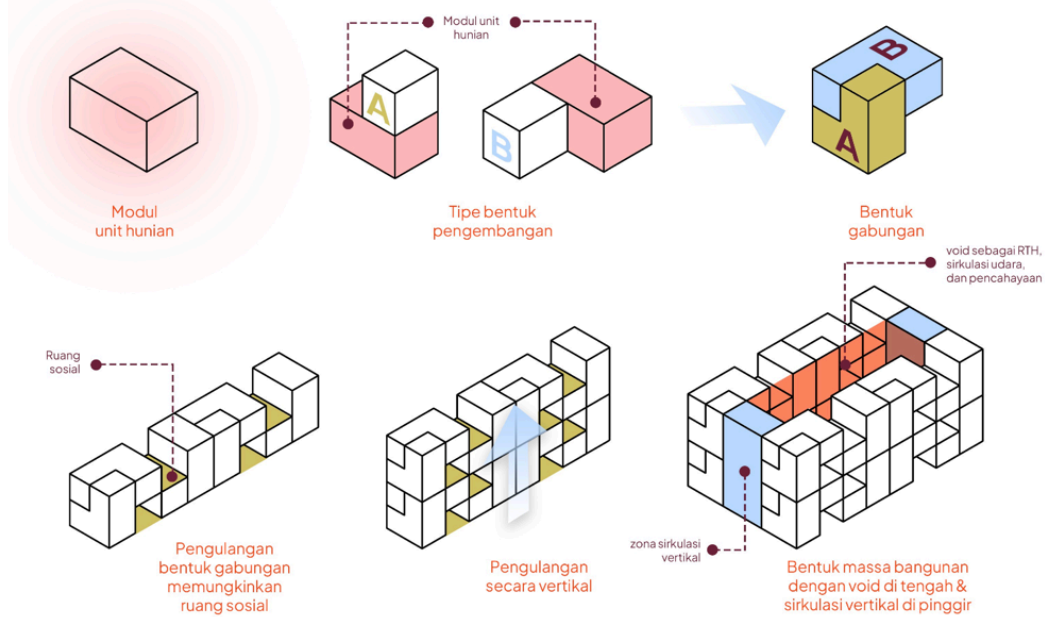 Modul unit
hunian
A
B
B
A
Modul
unit hunian
Tipe bentuk
pengembangan
Bentuk
gabungan
void sebagai RTH,
sirkulasi udara,
dan pencahayaan
Ruang
sosial
zona sirkulasi
vertikal
Pengulangan
bentuk gabungan
memungkinkan
ruang sosial
Pengulangan
secara vertikal
Bentuk massa bangunan
dengan void di tengah &
sirkulasi vertikal di pinggir